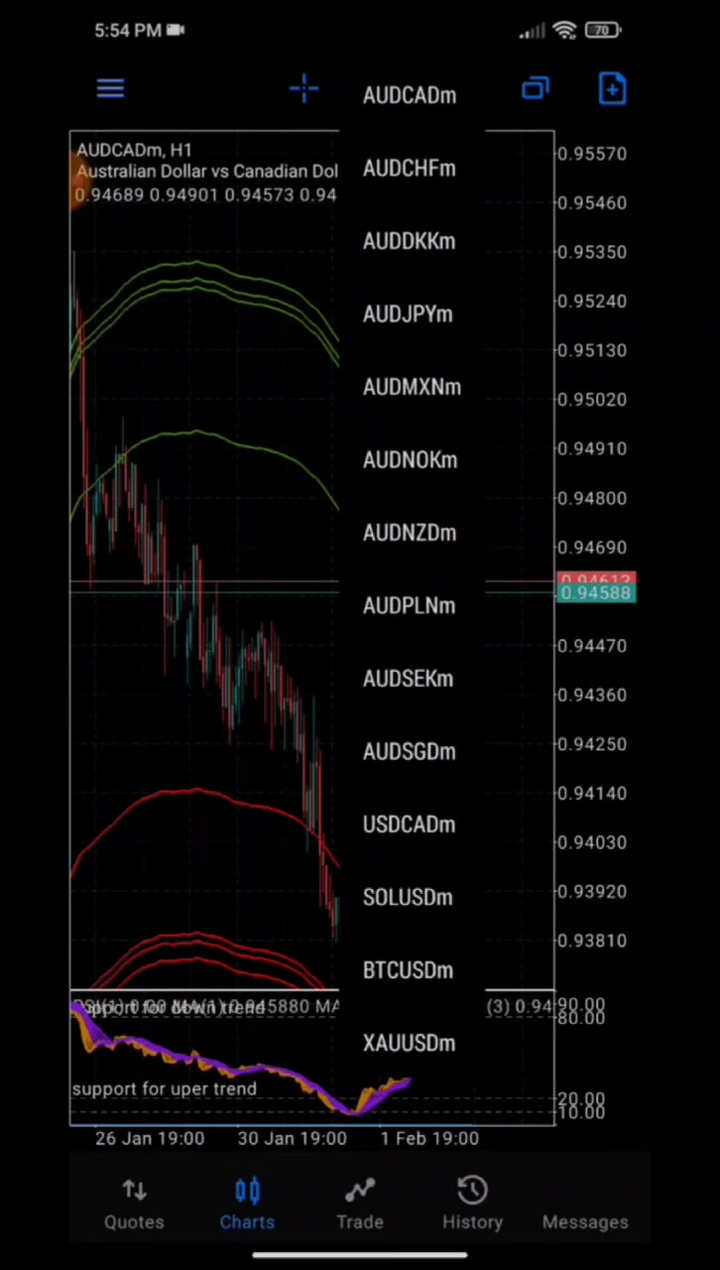 5:54 PM
70
AUDCADm
AUDCHFm
AUDDKKm
AUDJPYm
AUDMXNm
AUDNOKm
AUDNZDm
AUDPLNm
AUDSEKm
AUDSGDm
USDCADm
SOLUSDm
BTCUSDm
XAUUSDm
AUDCADm, H1
Australian Dollar vs Canadian Dol
0.94689 0.94901 0.94573 0.94
0.95570
0.95460
0.95350
0.95240
0.95130
0.95020
0.94910
0.94800
0.94690
0.94613
0.94588
0.94470
0.94360
0.94250
0.94140
0.94030
0.93920
0.93810
(3) 0.94
90.00
80.00
support for uper trend
20.00
10.00
26 Jan 19:00
30 Jan 19:00
1 Feb 19:00
Quotes
Charts
Trade
History
Messages